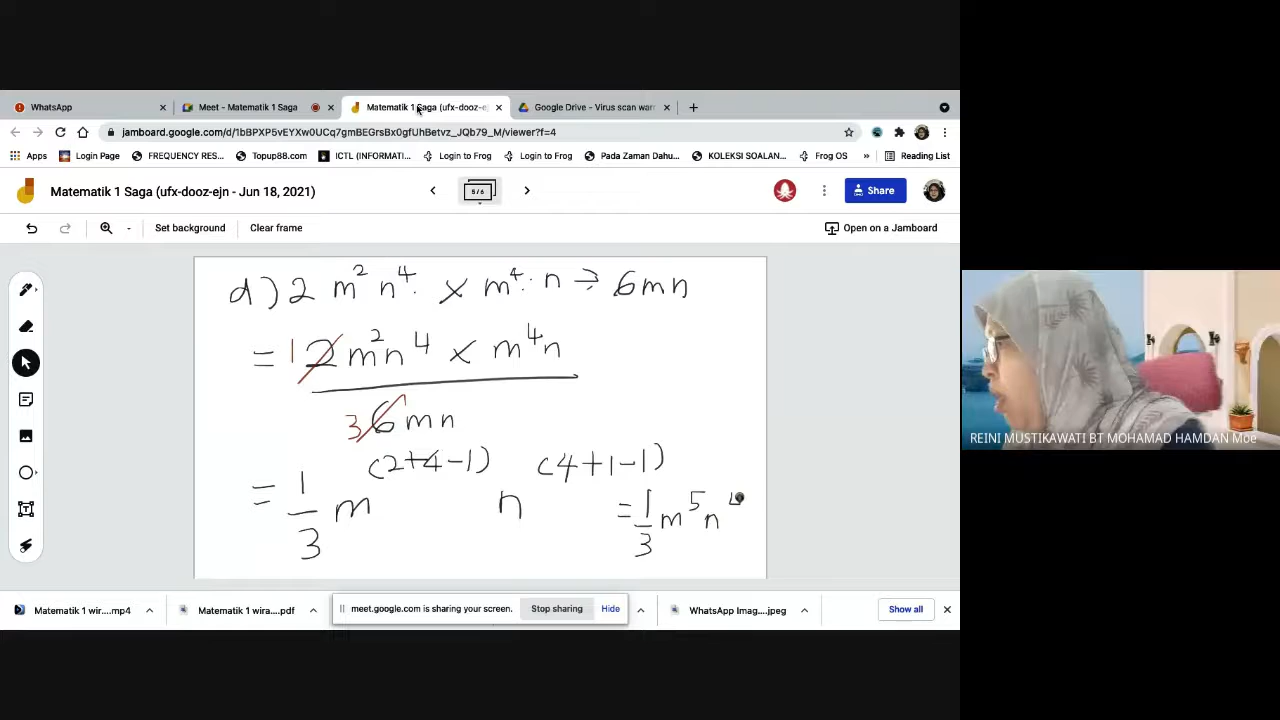 WhatsApp
Meet - Matematik 1 Saga
Matematik 1 Saga (ufx-dooz-ej
Google Drive - Virus scan warn
jamboard.google.com/d/1bBPXP5vEYXw0UCq7gmBEGrsBx0gfUhBetvz_JQb79_M/viewer?f=4
Apps Login Page FREQUENCY RES... Topup88.com ICTL (INFORMATI... Login to Frog Login to Frog Pada Zaman Dahu... KOLEKSI SOALAN... Frog OS » Reading List
Matematik 1 Saga (ufx-dooz-ejn - Jun 18, 2021)
5/6
Share
Set background Clear frame Open on a Jamboard
d) 2 m² n⁴ × m⁴ n ÷ 6mn
= 1 2 m² n⁴ × m⁴ n
3 6 m n
= 1/3 m^(2+4-1) n^(4+1-1) = 1/3 m⁵ n⁴
REINI MUSTIKAWATI BT MOHAMAD HAMDAN Moe
Matematik 1 wir....mp4
Matematik 1 wira....pdf
meet.google.com is sharing your screen. Stop sharing Hide
WhatsApp Imag....jpeg
Show all